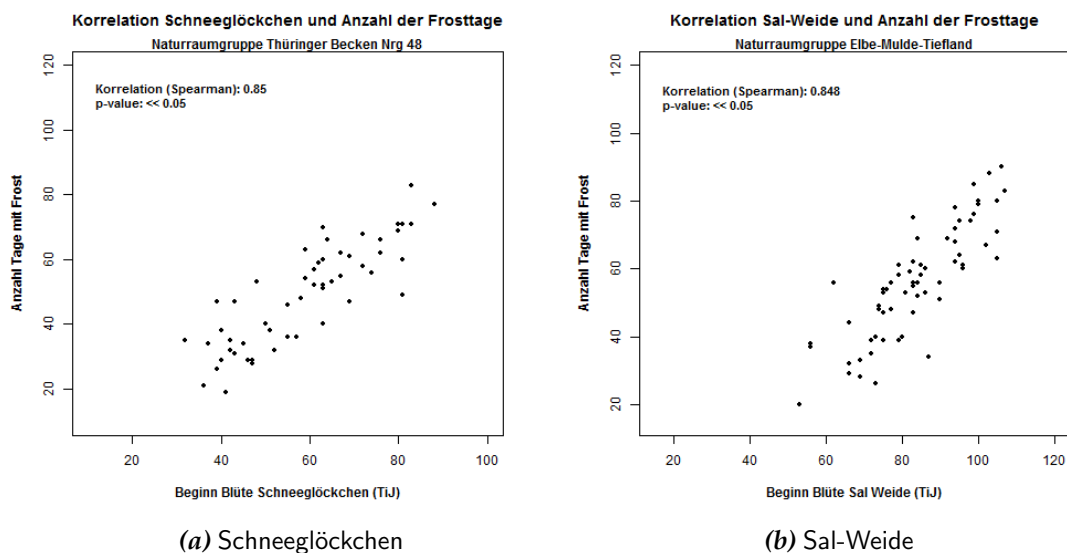 Korrelation Schneeglöckchen und Anzahl der Frosttage
Naturraumgruppe Thüringer Becken Nrg 48
Korrelation (Spearman): 0.85
p-value: << 0.05
120
100
80
60
40
20
Anzahl Tage mit Frost
20 40 60 80 100
Beginn Blüte Schneeglöckchen (TiJ)
(a) Schneeglöckchen
Korrelation Sal-Weide und Anzahl der Frosttage
Naturraumgruppe Elbe-Mulde-Tiefland
Korrelation (Spearman): 0.848
p-value: << 0.05
120
100
80
60
40
20
Anzahl Tage mit Frost
20 40 60 80 100 120
Beginn Blüte Sal Weide (TiJ)
(b) Sal-Weide